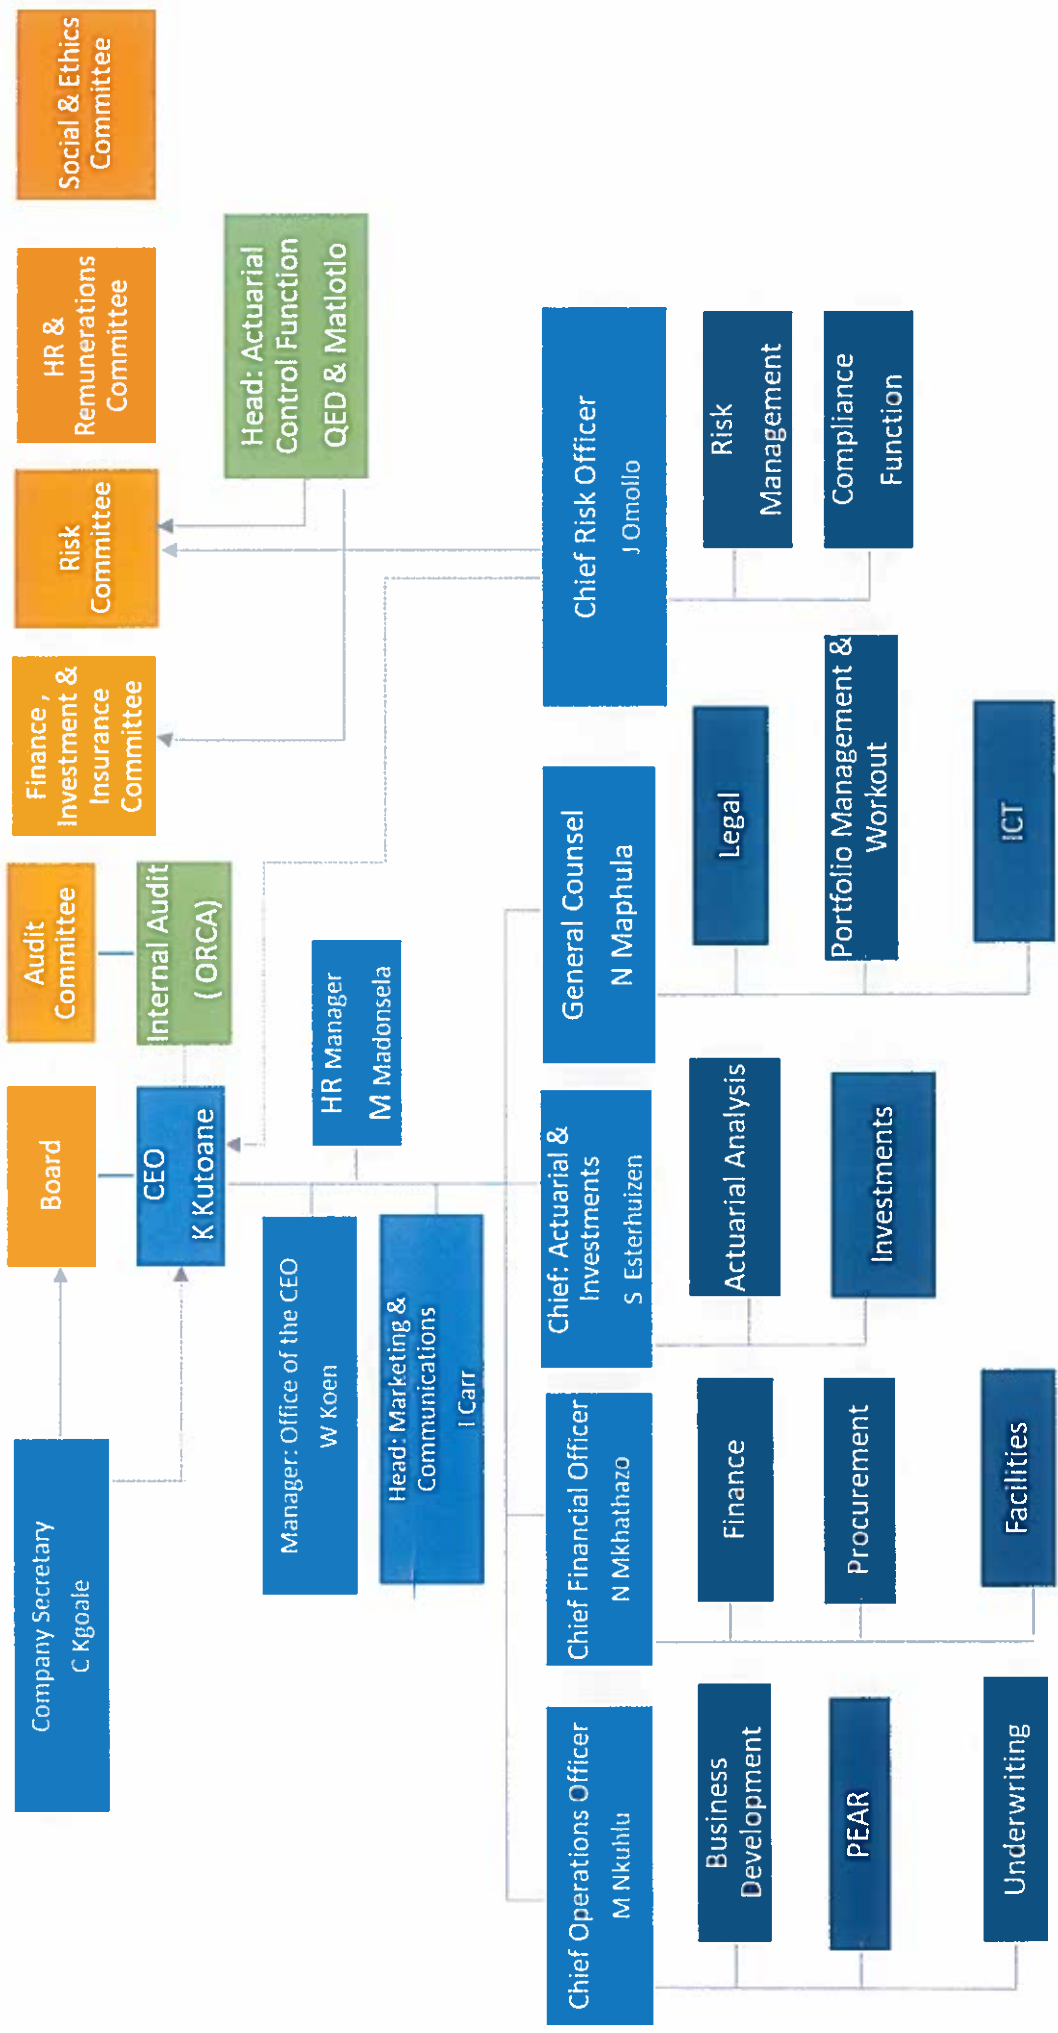 Company Secretary
C Kgoale
Board
Audit
Committee
Finance ,
Investment &
Insurance
Committee
Risk
Committee
HR &
Remunerations
Committee
Social & Ethics
Committee
CEO
K Kutoane
Internal Audit
( ORCA)
Head: Actuarial
Control Function
QED & Matlotlo
Manager: Office of the CEO
W Koen
HR Manager
M Madonsela
Head: Marketing &
Communications
I Carr
Chief Operations Officer
M Nkuhlu
Chief Financial Officer
N Mkhathazo
Chief: Actuarial &
Investments
S Esterhuizen
General Counsel
N Maphula
Chief Risk Officer
J Omollo
Business
Development
PEAR
Underwriting
Finance
Procurement
Facilities
Actuarial Analysis
Investments
Legal
Portfolio Management &
Workout
ICT
Risk
Management
Compliance
Function